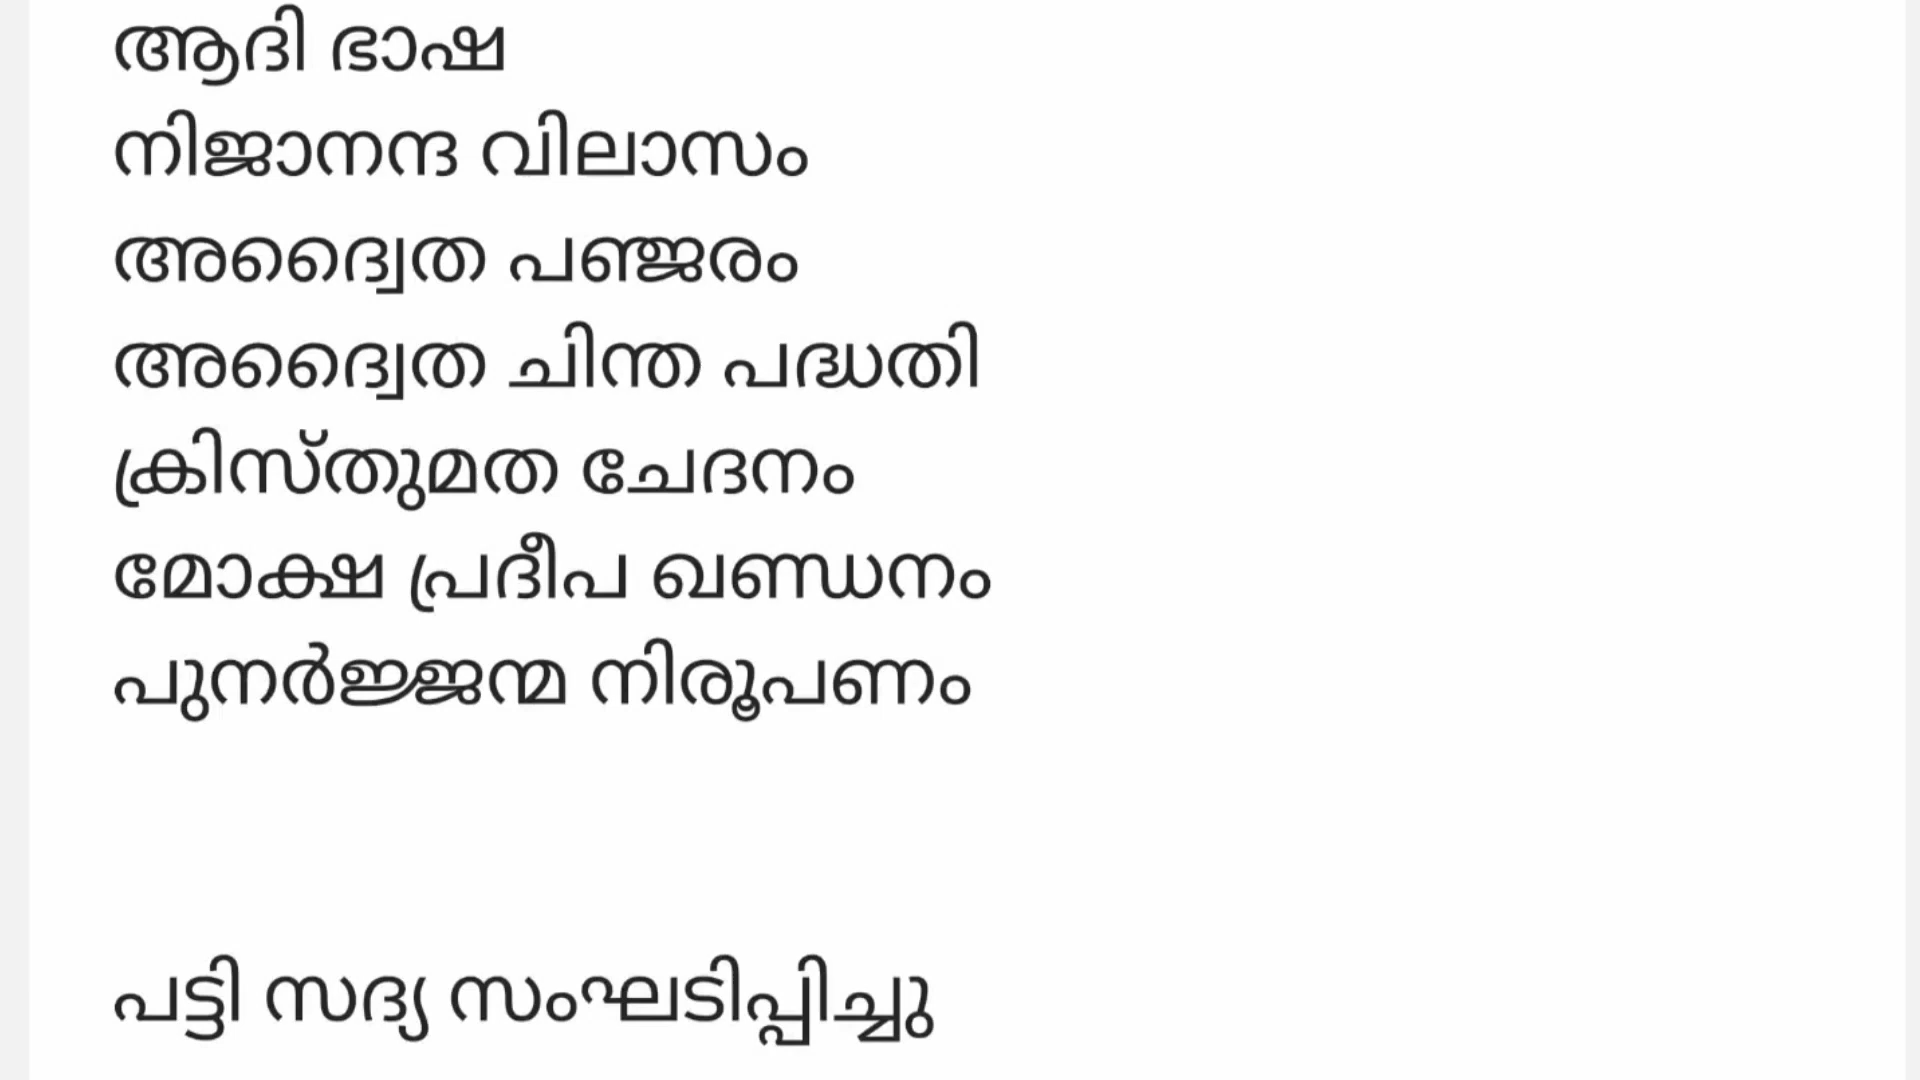 ആദി ഭാഷ
നിജാനന്ദ വിലാസം
അദ്വൈത പഞ്ജരം
അദ്വൈത ചിന്ത പദ്ധതി
ക്രിസ്തുമത ചേദനം
മോക്ഷ പ്രദീപ ഖണ്ഡനം
പുനർജ്ജന്മ നിരൂപണം
പട്ടി സദ്യ സംഘടിപ്പിച്ചു